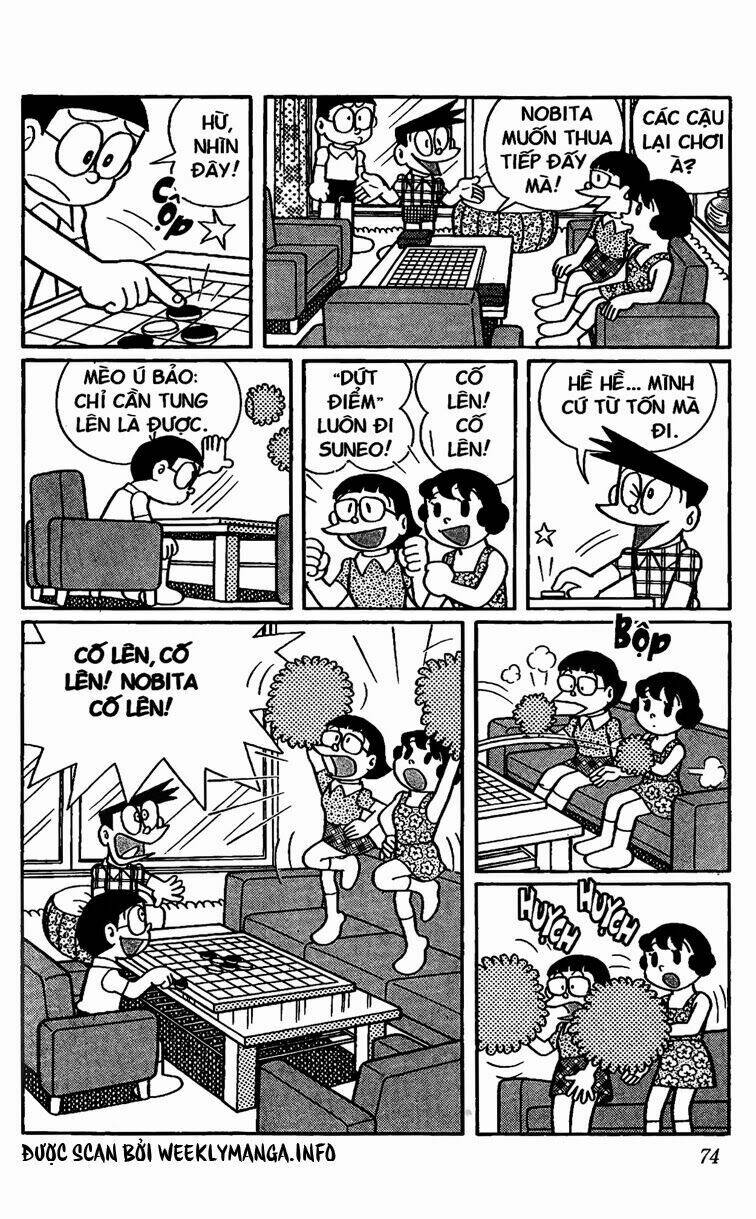 HỪ,
NHÌN
ĐÂY!
CỘP
NOBITA
MUỐN THUA
TIẾP ĐẤY
MÀ!
CÁC CẬU
LẠI CHƠI
À?
MÈO Ú BẢO:
CHỈ CẦN TUNG
LÊN LÀ ĐƯỢC.
"DỨT
ĐIỂM"
LUÔN ĐI
SUNEO!
CỐ
LÊN!
CỐ
LÊN!
HỀ HỀ... MÌNH
CỨ TỪ TỐN MÀ
ĐI.
CỐ LÊN, CỐ
LÊN! NOBITA
CỐ LÊN!
BỘP
HUỴCH
HUỴCH
ĐƯỢC SCAN BỞI WEEKLYMANGA.INFO
74